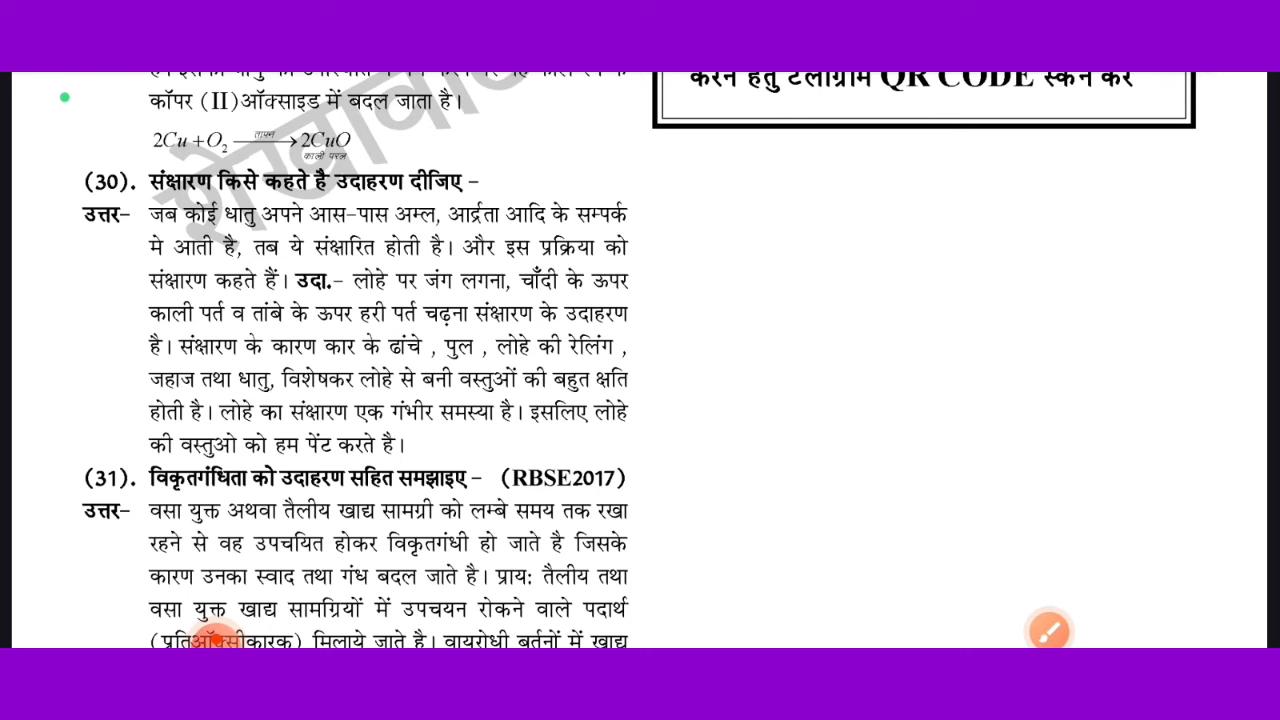 कॉपर (II)ऑक्साइड में बदल जाता है।
2Cu + O₂ ——तापन——→ 2CuO
काली परत
(30). संक्षारण किसे कहते है उदाहरण दीजिए –
उत्तर– जब कोई धातु अपने आस-पास अम्ल, आर्द्रता आदि के सम्पर्क
मे आती है, तब ये संक्षारित होती है। और इस प्रक्रिया को
संक्षारण कहते हैं। उदा.– लोहे पर जंग लगना, चाँदी के ऊपर
काली पर्त व तांबे के ऊपर हरी पर्त चढ़ना संक्षारण के उदाहरण
है। संक्षारण के कारण कार के ढांचे , पुल , लोहे की रेलिंग ,
जहाज तथा धातु, विशेषकर लोहे से बनी वस्तुओं की बहुत क्षति
होती है। लोहे का संक्षारण एक गंभीर समस्या है। इसलिए लोहे
की वस्तुओ को हम पेंट करते है।
(31). विकृतगंधिता को उदाहरण सहित समझाइए – (RBSE2017)
उत्तर– वसा युक्त अथवा तैलीय खाद्य सामग्री को लम्बे समय तक रखा
रहने से वह उपचयित होकर विकृतगंधी हो जाते है जिसके
कारण उनका स्वाद तथा गंध बदल जाते है। प्राय: तैलीय तथा
वसा युक्त खाद्य सामग्रियों में उपचयन रोकने वाले पदार्थ
(प्रतिऑक्सीकारक) मिलाये जाते है। वायुरोधी बर्तनों में खाद्य
करने हेतु टेलीग्राम QR CODE स्कैन करें